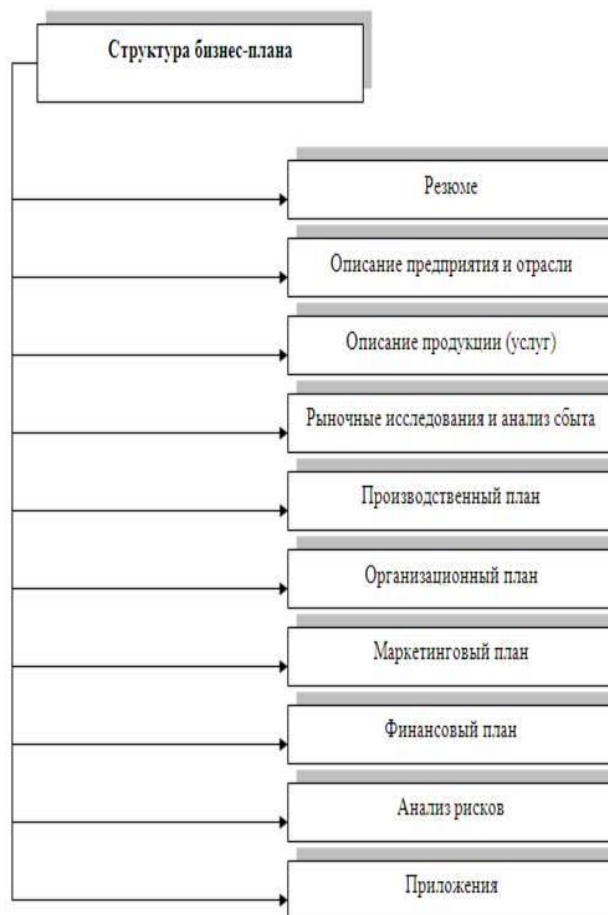 Структура бизнес-плана
Резюме
Описание предприятия и отрасли
Описание продукции (услуг)
Рыночные исследования и анализ сбыта
Производственный план
Организационный план
Маркетинговый план
Финансовый план
Анализ рисков
Приложения